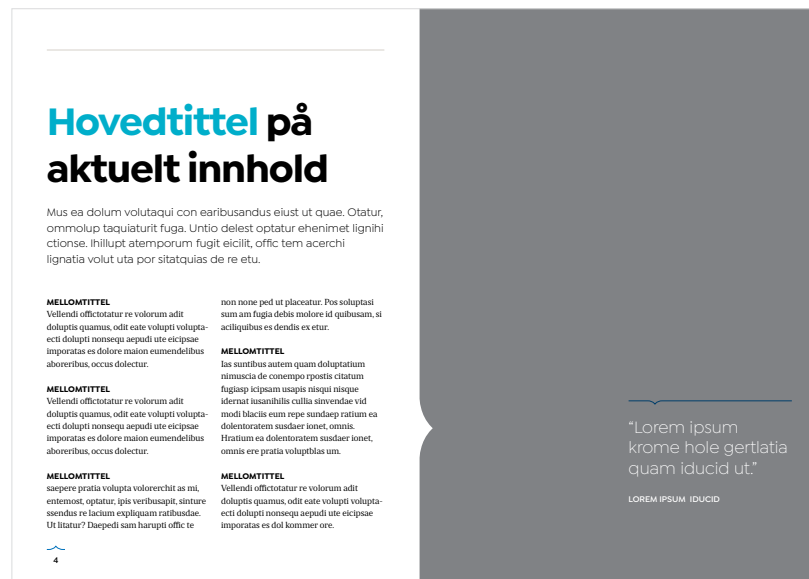 Hovedtittel på
aktuelt innhold
Mus ea dolum volutaqui con earibusandus eiust ut quae. Otatur,
ommolup taquiaturit fuga. Untio delest optatur ehenimet lignihi
ctionse. Ihillupt atemporum fugit eicilit, offic tem acerchi
lignatia volut uta por sitatquias de re etu.
MELLOMTITTEL
Vellendi offictotatur re volorum adit
doluptis quamus, odit eate volupti volupta-
ecti dolupti nonsequ aepudi ute eicipsae
imporatas es dolore maion eumendelibus
aboreribus, occus dolectur.
MELLOMTITTEL
Vellendi offictotatur re volorum adit
doluptis quamus, odit eate volupti volupta-
ecti dolupti nonsequ aepudi ute eicipsae
imporatas es dolore maion eumendelibus
aboreribus, occus dolectur.
MELLOMTITTEL
saepere pratia volupta volorerchit as mi,
entemost, optatur, ipis veribusapit, sinture
ssendus re lacium expliquam ratibusdae.
Ut litatur? Daepedi sam harupti offic te
non none ped ut placeatur. Pos soluptasi
sum am fugia debis molore id quibusam, si
aciliquibus es dendis ex etur.
MELLOMTITTEL
Ias suntibus autem quam doluptatium
nimuscia de conempo rpostis citatum
fugiasp icipsam usapis nisqui nisque
idernat iusanihilis cullia sinvendae vid
modi blaciis eum repe sundaep ratium ea
dolentoratem susdaer ionet, omnis.
Hratium ea dolentoratem susdaer ionet,
omnis ere pratia voluptblas um.
MELLOMTITTEL
Vellendi offictotatur re volorum adit
doluptis quamus, odit eate volupti volupta-
ecti dolupti nonsequ aepudi ute eicipsae
imporatas es dol kommer ore.
4
“Lorem ipsum
krome hole gertlatia
quam iducid ut.”
LOREM IPSUM IDUCID